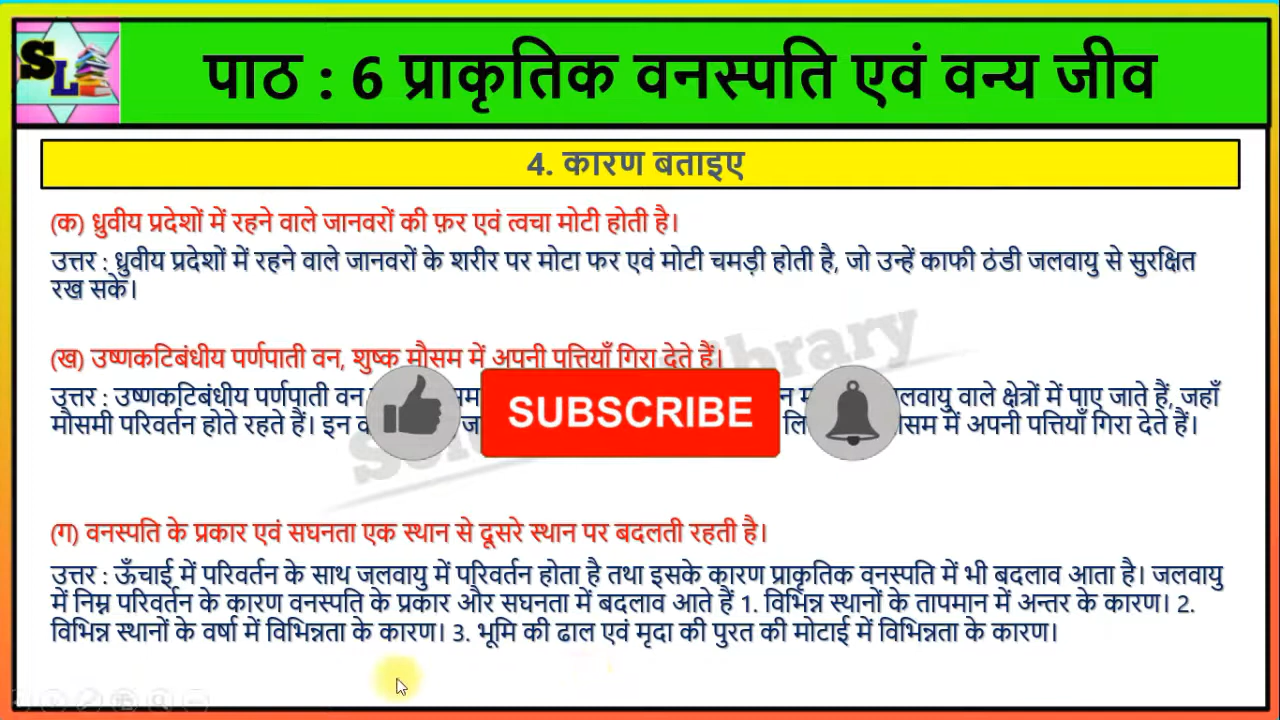 SL
पाठ : 6 प्राकृतिक वनस्पति एवं वन्य जीव
4. कारण बताइए
(क) ध्रुवीय प्रदेशों में रहने वाले जानवरों की फ़र एवं त्वचा मोटी होती है।
उत्तर : ध्रुवीय प्रदेशों में रहने वाले जानवरों के शरीर पर मोटा फर एवं मोटी चमड़ी होती है, जो उन्हें काफी ठंडी जलवायु से सुरक्षित
रख सके।
(ख) उष्णकटिबंधीय पर्णपाती वन, शुष्क मौसम में अपनी पत्तियाँ गिरा देते हैं।
उत्तर : उष्णकटिबंधीय पर्णपाती वन वाले क्षेत्रों में पाए जाते हैं, जहाँ
SUBSCRIBE
मौसमी परिवर्तन होते रहते हैं। इन में अपनी पत्तियाँ गिरा देते हैं।
(ग) वनस्पति के प्रकार एवं सघनता एक स्थान से दूसरे स्थान पर बदलती रहती है।
उत्तर : ऊँचाई में परिवर्तन के साथ जलवायु में परिवर्तन होता है तथा इसके कारण प्राकृतिक वनस्पति में भी बदलाव आता है। जलवायु
में निम्न परिवर्तन के कारण वनस्पति के प्रकार और सघनता में बदलाव आते हैं 1. विभिन्न स्थानों के तापमान में अन्तर के कारण। 2.
विभिन्न स्थानों के वर्षा में विभिन्नता के कारण। 3. भूमि की ढाल एवं मृदा की पुरत की मोटाई में विभिन्नता के कारण।